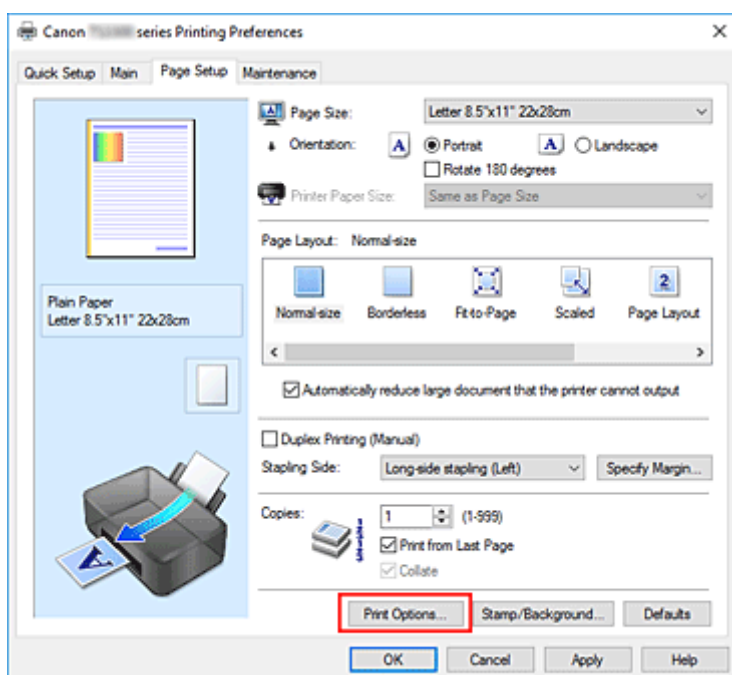 Canon series Printing Preferences
Quick Setup Main Page Setup Maintenance
Page Size: Letter 8.5"x11" 22x28cm
Orientation: A Portrait A Landscape
Rotate 180 degrees
Printer Paper Size: Same as Page Size
Page Layout: Normal-size
2
Normal-size Borderless Fit-to-Page Scaled Page Layout
Plain Paper
Letter 8.5"x11" 22x28cm
Automatically reduce large document that the printer cannot output
Duplex Printing (Manual)
Stapling Side: Long-side stapling (Left) Specify Margin...
Copies: 1 (1-999)
Print from Last Page
Collate
A
Print Options... Stamp/Background... Defaults
OK Cancel Apply Help